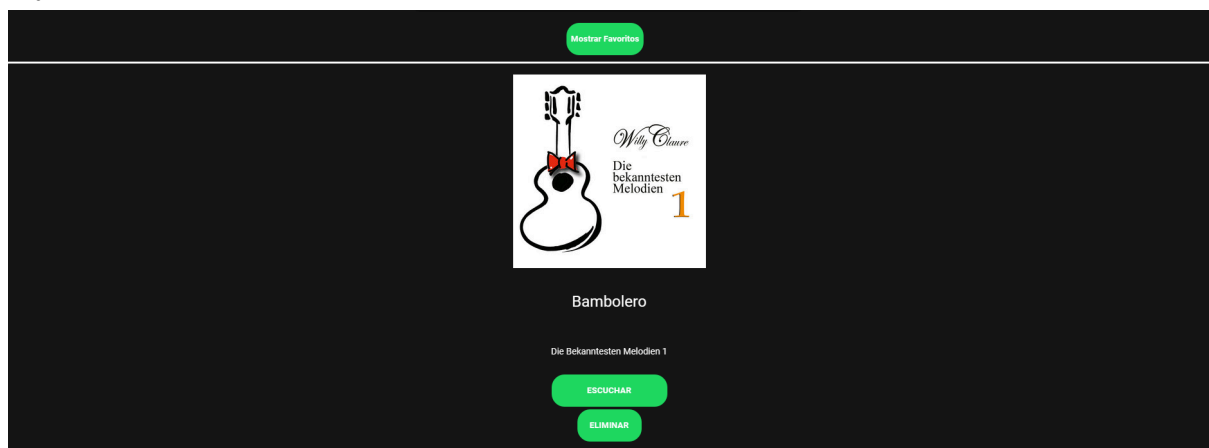 Mostrar Favoritos
Willy Claure
Die
bekanntesten
Melodien
1
Bambolero
Die Bekanntesten Melodien 1
ESCUCHAR
ELIMINAR